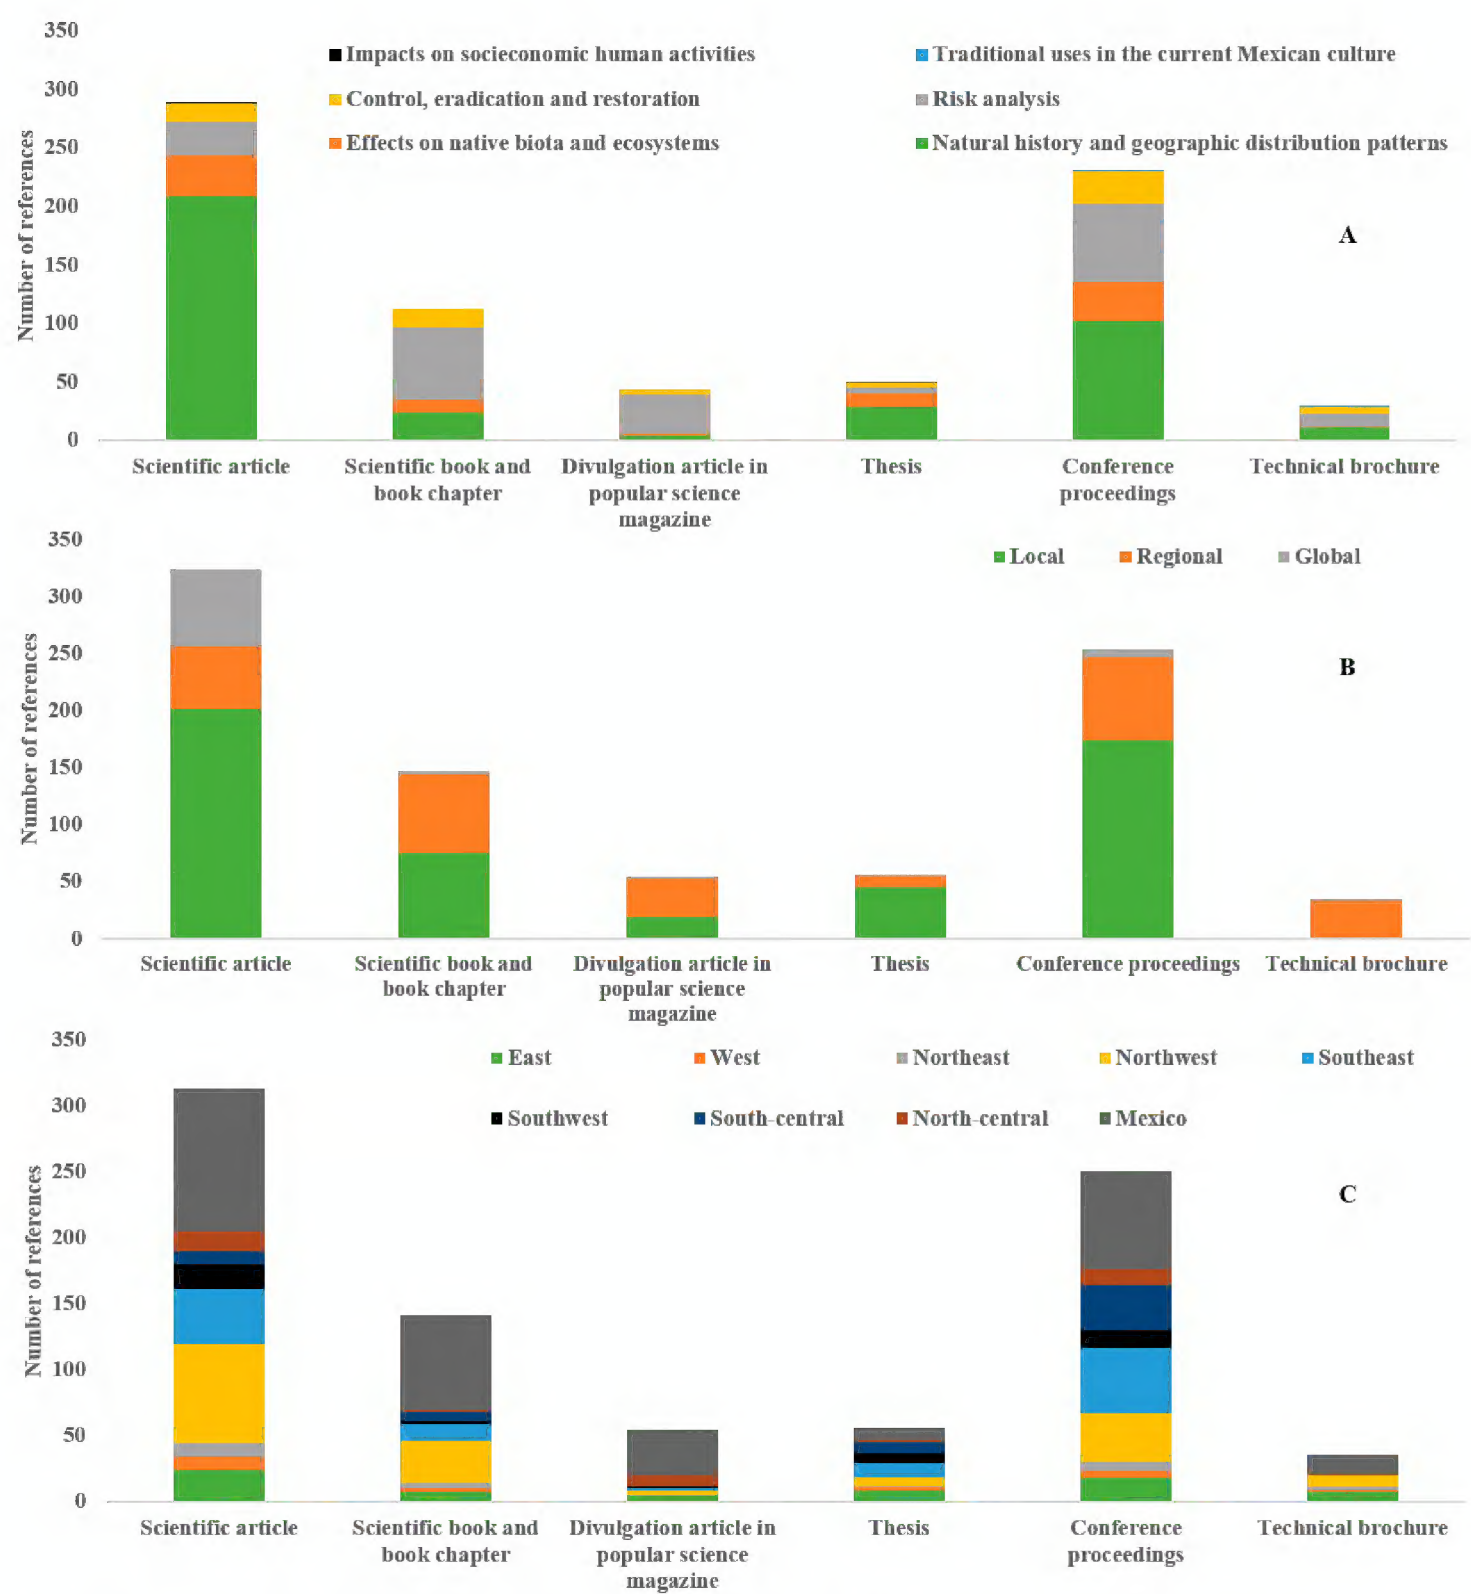 350
Impacts on socieconomic human activities
Traditional uses in the current Mexican culture
300
Control, eradication and restoration
Risk analysis
250
Effects on native biota and ecosystems
Natural history and geographic distribution patterns
200
A
150
100
50
0
Number of references
Scientific article
Scientific book and
book chapter
Divulgation article in
popular science
magazine
Thesis
Conference
proceedings
Technical brochure
350
Local
Regional
Global
300
250
B
200
150
100
50
0
Number of references
Scientific article
Scientific book and
book chapter
Divulgation article in
popular science
magazine
Thesis
Conference proceedings
Technical brochure
350
East
West
Northeast
Northwest
Southeast
Southwest
South-central
North-central
Mexico
300
250
C
200
150
100
50
0
Number of references
Scientific article
Scientific book and
book chapter
Divulgation article in
popular science
magazine
Thesis
Conference
proceedings
Technical brochure